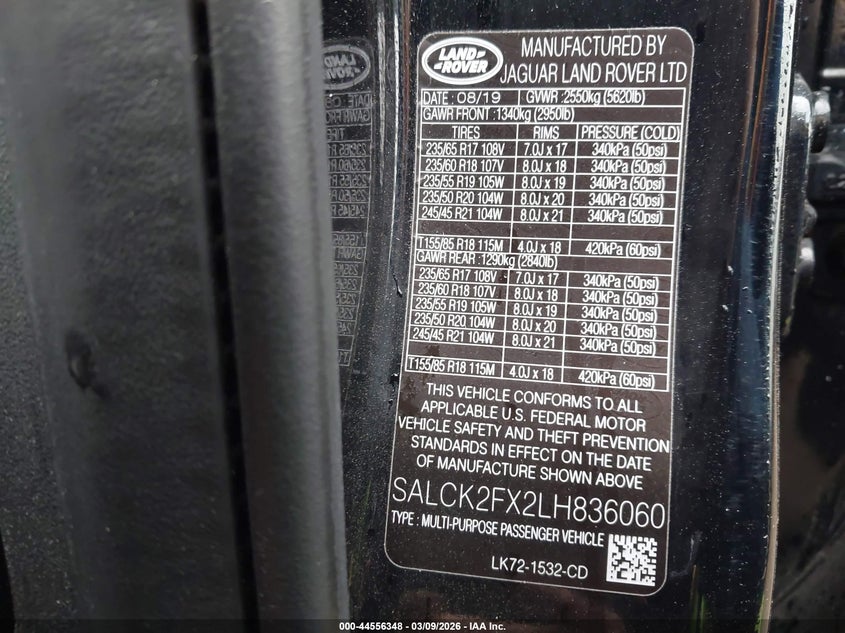 LAND ROVER
MANUFACTURED BY
JAGUAR LAND ROVER LTD
DATE : 08/19 GVWR :2550kg (5620lb)
GAWR FRONT : 1340kg (2950lb)
TIRES RIMS PRESSURE (COLD)
235/65 R17 108V 7.0J x 17 340kPa (50psi)
235/60 R18 107V 8.0J x 18 340kPa (50psi)
235/55 R19 105W 8.0J x 19 340kPa (50psi)
235/50 R20 104W 8.0J x 20 340kPa (50psi)
245/45 R21 104W 8.0J x 21 340kPa (50psi)
T155/85 R18 115M 4.0J x 18 420kPa (60psi)
GAWR REAR : 1290kg (2840lb)
235/65 R17 108V 7.0J x 17 340kPa (50psi)
235/60 R18 107V 8.0J x 18 340kPa (50psi)
235/55 R19 105W 8.0J x 19 340kPa (50psi)
235/50 R20 104W 8.0J x 20 340kPa (50psi)
245/45 R21 104W 8.0J x 21 340kPa (50psi)
T155/85 R18 115M 4.0J x 18 420kPa (60psi)
THIS VEHICLE CONFORMS TO ALL
APPLICABLE U.S. FEDERAL MOTOR
VEHICLE SAFETY AND THEFT PREVENTION
STANDARDS IN EFFECT ON THE DATE
OF MANUFACTURE SHOWN ABOVE
SALCK2FX2LH836060
TYPE : MULTI-PURPOSE PASSENGER VEHICLE
LK72-1532-CD
000-44556348 - 03/09/2026 - IAA Inc.